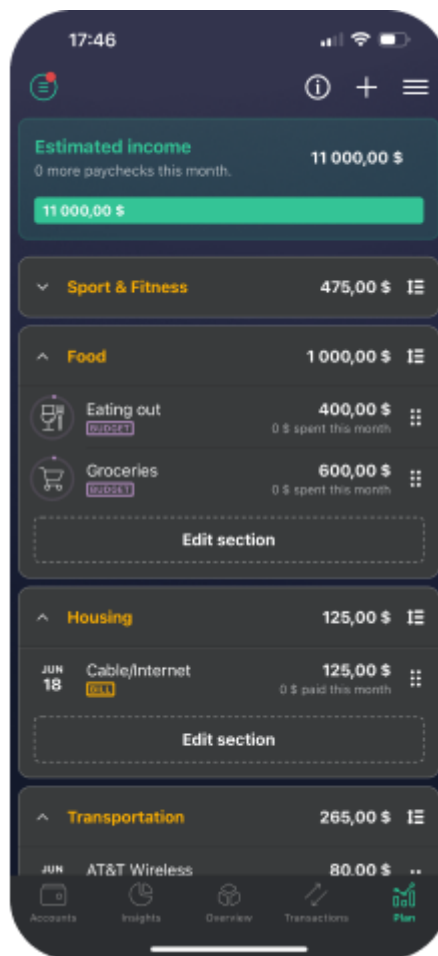 17:46
Estimated income
11 000,00 $
0 more paychecks this month.
11 000,00 $
Sport & Fitness 475,00 $
Food 1 000,00 $
Eating out 400,00 $
BUDGET 0 $ spent this month
Groceries 600,00 $
BUDGET 0 $ spent this month
Edit section
Housing 125,00 $
JUN Cable/Internet 125,00 $
18 BILL 0 $ paid this month
Edit section
Transportation 265,00 $
JUN AT&T Wireless 80,00 $
Accounts Insights Overview Transactions Plan